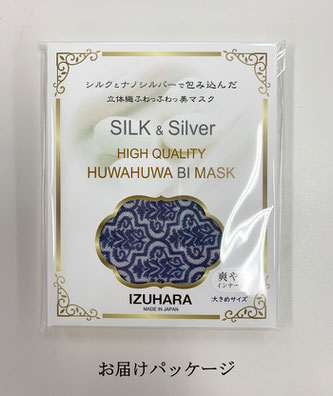 シルクとナノシルバーで包み込んだ
立体織ふわっふわっ美マスク
SILK & Silver
HIGH QUALITY
HUWAHUWA BI MASK
爽や
インナー
IZUHARA
MADE IN JAPAN
大きめサイズ
お届けパッケージ